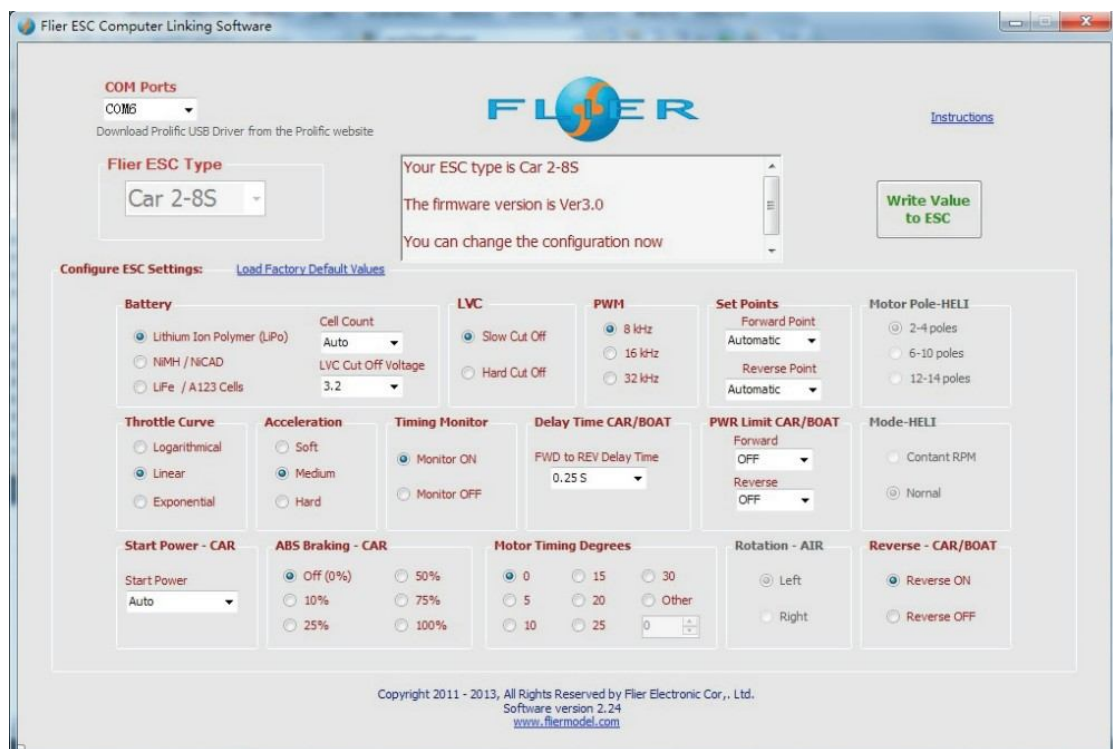 Flier ESC Computer Linking Software
COM Ports
COM6
Download Prolific USB Driver from the Prolific website
FLIER
Instructions
Flier ESC Type
Car 2-8S
Your ESC type is Car 2-8S
The firmware version is Ver3.0
You can change the configuration now
Write Value
to ESC
Configure ESC Settings: Load Factory Default Values
Battery
Lithium Ion Polymer (LiPo)
NiMH / NiCAD
LiFe / A123 Cells
Cell Count
Auto
LVC Cut Off Voltage
3.2
LVC
Slow Cut Off
Hard Cut Off
PWM
8 kHz
16 kHz
32 kHz
Set Points
Forward Point
Automatic
Reverse Point
Automatic
Motor Pole-HELI
2-4 poles
6-10 poles
12-14 poles
Throttle Curve
Logarithmical
Linear
Exponential
Acceleration
Soft
Medium
Hard
Timing Monitor
Monitor ON
Monitor OFF
Delay Time CAR/BOAT
FWD to REV Delay Time
0.25 S
PWR Limit CAR/BOAT
Forward
OFF
Reverse
OFF
Mode-HELI
Contant RPM
Nornal
Start Power - CAR
Start Power
Auto
ABS Braking - CAR
Off (0%)
10%
25%
50%
75%
100%
Motor Timing Degrees
0
5
10
15
20
25
30
Other
0
Rotation - AIR
Left
Right
Reverse - CAR/BOAT
Reverse ON
Reverse OFF
Copyright 2011 - 2013, All Rights Reserved by Flier Electronic Cor,. Ltd.
Software version 2.24
www.fliermodel.com